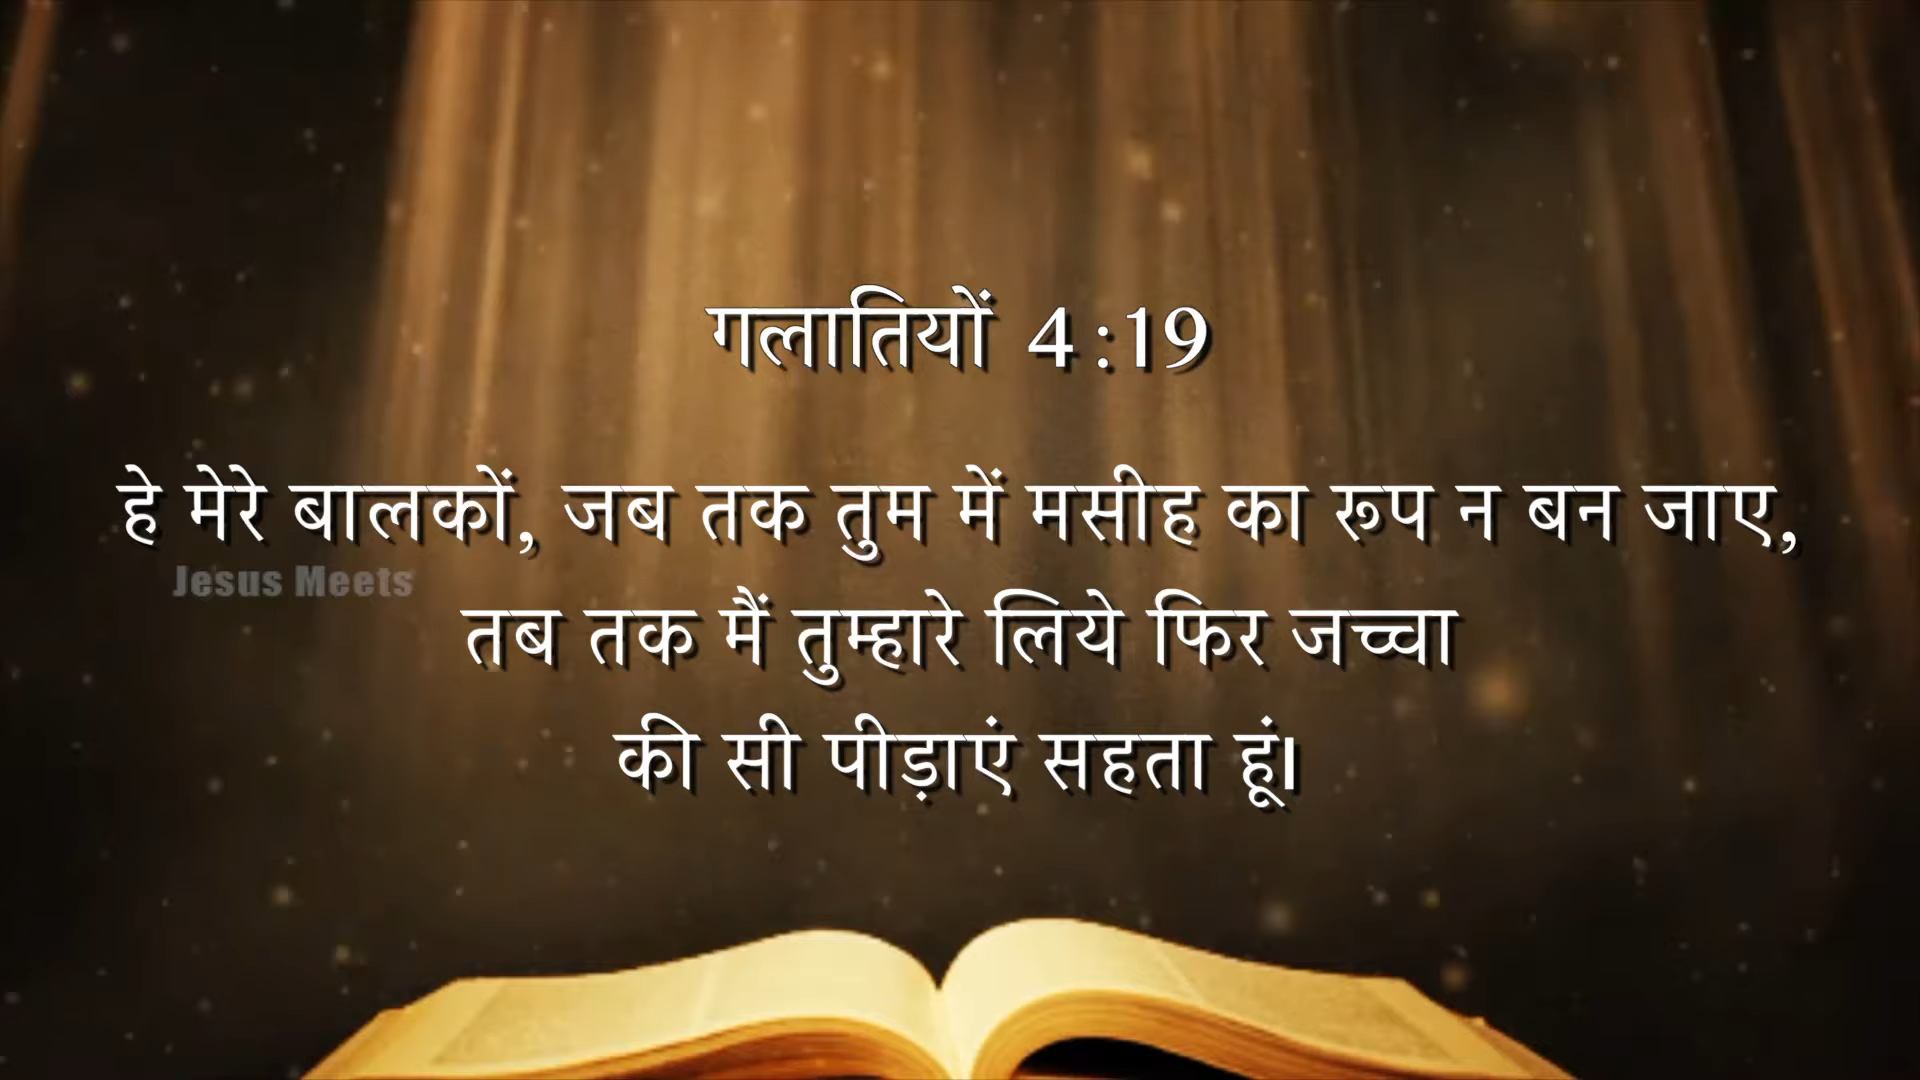 गलातियों 4:19
हे मेरे बालकों, जब तक तुम में मसीह का रूप न बन जाए,
Jesus Meets
तब तक मैं तुम्हारे लिये फिर जच्चा
की सी पीड़ाएं सहता हूं।